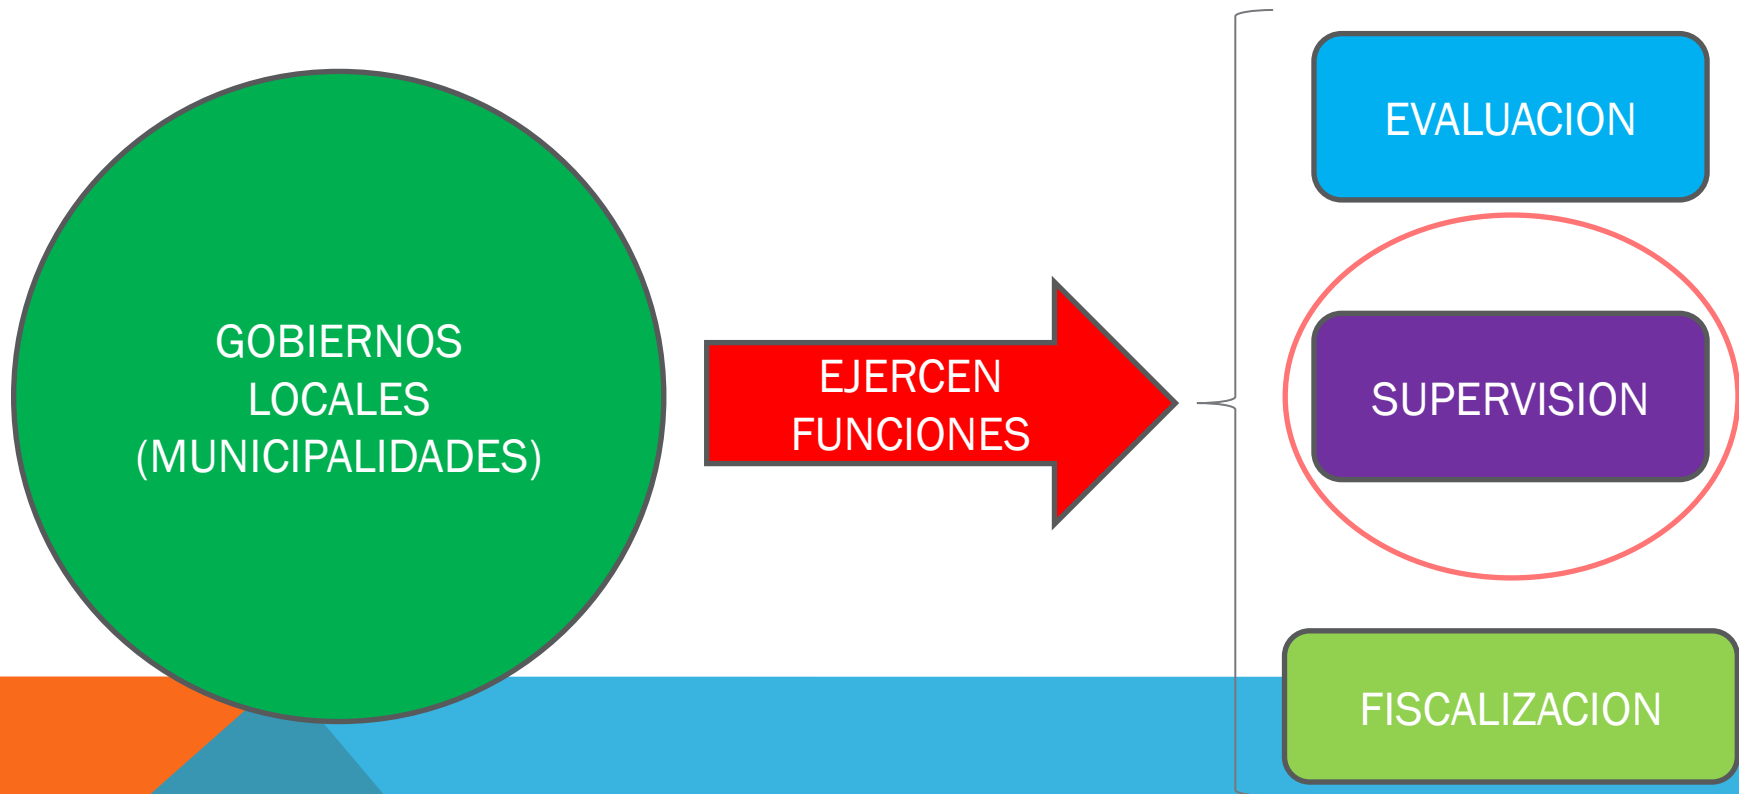 GOBIERNOS
LOCALES
(MUNICIPALIDADES)
EJERCEN
FUNCIONES
EVALUACION
SUPERVISION
FISCALIZACION